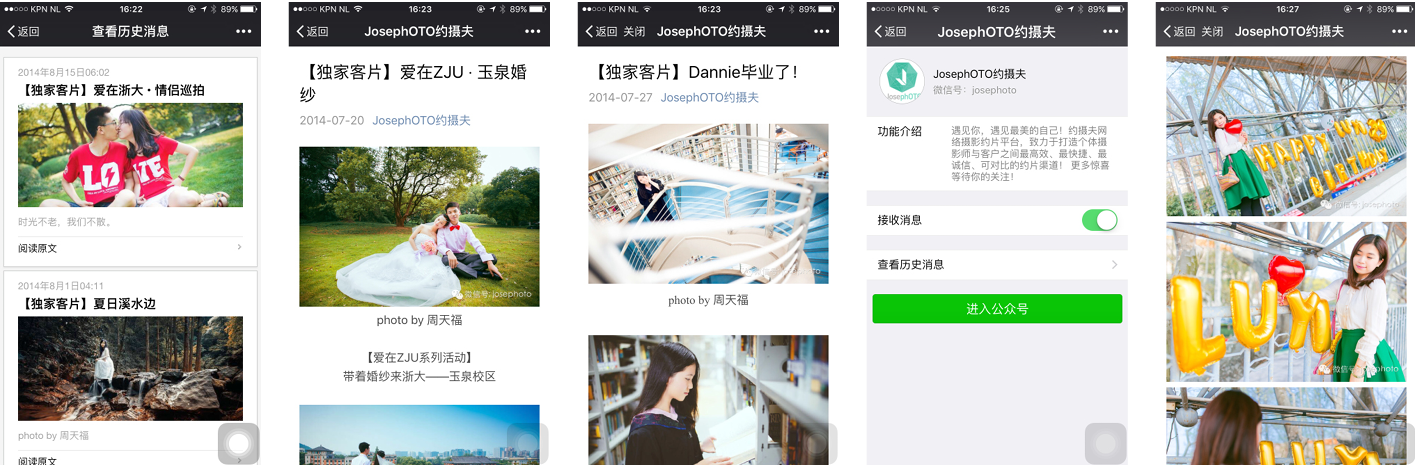 KPN NL 16:22 89%
返回 查看历史消息
2014年8月15日06:02
【独家客片】爱在浙大·情侣巡拍
LO
VE
时光不老，我们不散。
阅读原文
2014年8月1日04:11
【独家客片】夏日溪水边
photo by 周天福
阅读原文
KPN NL 16:23 89%
返回 JosephOTO约摄夫
【独家客片】爱在ZJU · 玉泉婚
纱
2014-07-20 JosephOTO约摄夫
微信号: josephoto
photo by 周天福
【爱在ZJU系列活动】
带着婚纱来浙大——玉泉校区
KPN NL 16:23 89%
返回 关闭 JosephOTO约摄夫
【独家客片】Dannie毕业了！
2014-07-27 JosephOTO约摄夫
photo by 周天福
KPN NL 16:25 89%
返回 JosephOTO约摄夫
JosephOTO
JosephOTO约摄夫
微信号：josephoto
功能介绍
遇见你，遇见最美的自己！约摄夫网
络摄影约片平台，致力于打造个体摄
影师与客户之间最高效、最快捷、最
诚信、可对比的约片渠道！ 更多惊喜
等待你的关注！
接收消息
查看历史消息
进入公众号
KPN NL 16:27 89%
返回 关闭 JosephOTO约摄夫
HAPPY
微信号: josephoto
LUM
微信号: josephoto